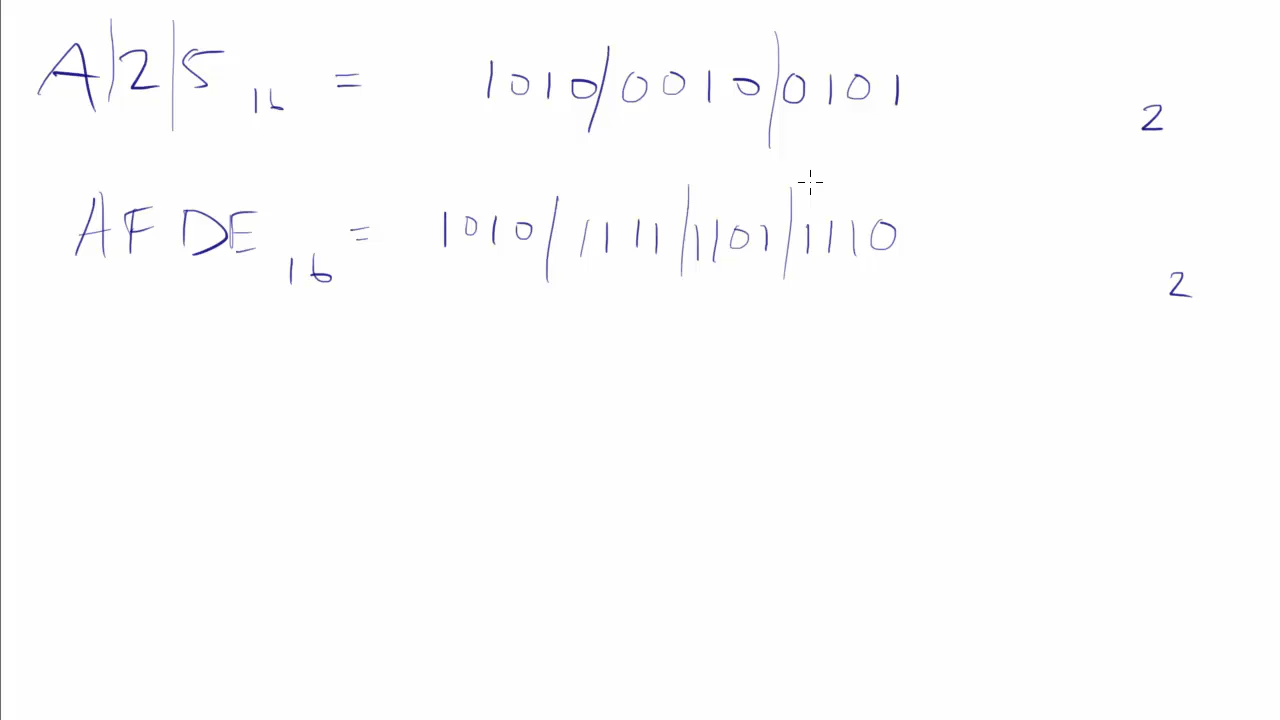 A|2|5 16 = 1010/0010/0101 2
AFDE 16 = 1010/1111/1101/1110 2